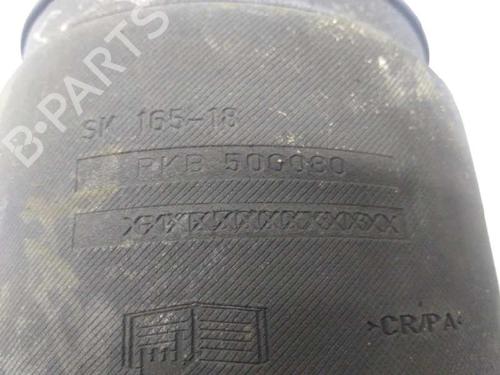 B-PARTS
SK 165-18
RKB 500080
>CR/PA<